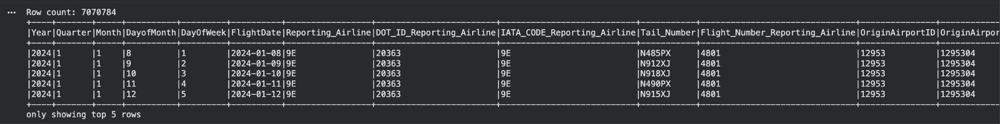 Row count: 7070784
+----+-------+-----+----------+---------+----------+-----------------+------------------------+---------------------------+-----------+-------------------------------+---------------+------------
|Year|Quarter|Month|DayofMonth|DayOfWeek|FlightDate|Reporting_Airline|DOT_ID_Reporting_Airline|IATA_CODE_Reporting_Airline|Tail_Number|Flight_Number_Reporting_Airline|OriginAirportID|OriginAirpor
+----+-------+-----+----------+---------+----------+-----------------+------------------------+---------------------------+-----------+-------------------------------+---------------+------------
|2024|1      |1    |8         |1        |2024-01-08|9E               |20363                   |9E                         |N485PX     |4801                           |12953          |1295304
|2024|1      |1    |9         |2        |2024-01-09|9E               |20363                   |9E                         |N912XJ     |4801                           |12953          |1295304
|2024|1      |1    |10        |3        |2024-01-10|9E               |20363                   |9E                         |N918XJ     |4801                           |12953          |1295304
|2024|1      |1    |11        |4        |2024-01-11|9E               |20363                   |9E                         |N490PX     |4801                           |12953          |1295304
|2024|1      |1    |12        |5        |2024-01-12|9E               |20363                   |9E                         |N915XJ     |4801                           |12953          |1295304
+----+-------+-----+----------+---------+----------+-----------------+------------------------+---------------------------+-----------+-------------------------------+---------------+------------
only showing top 5 rows